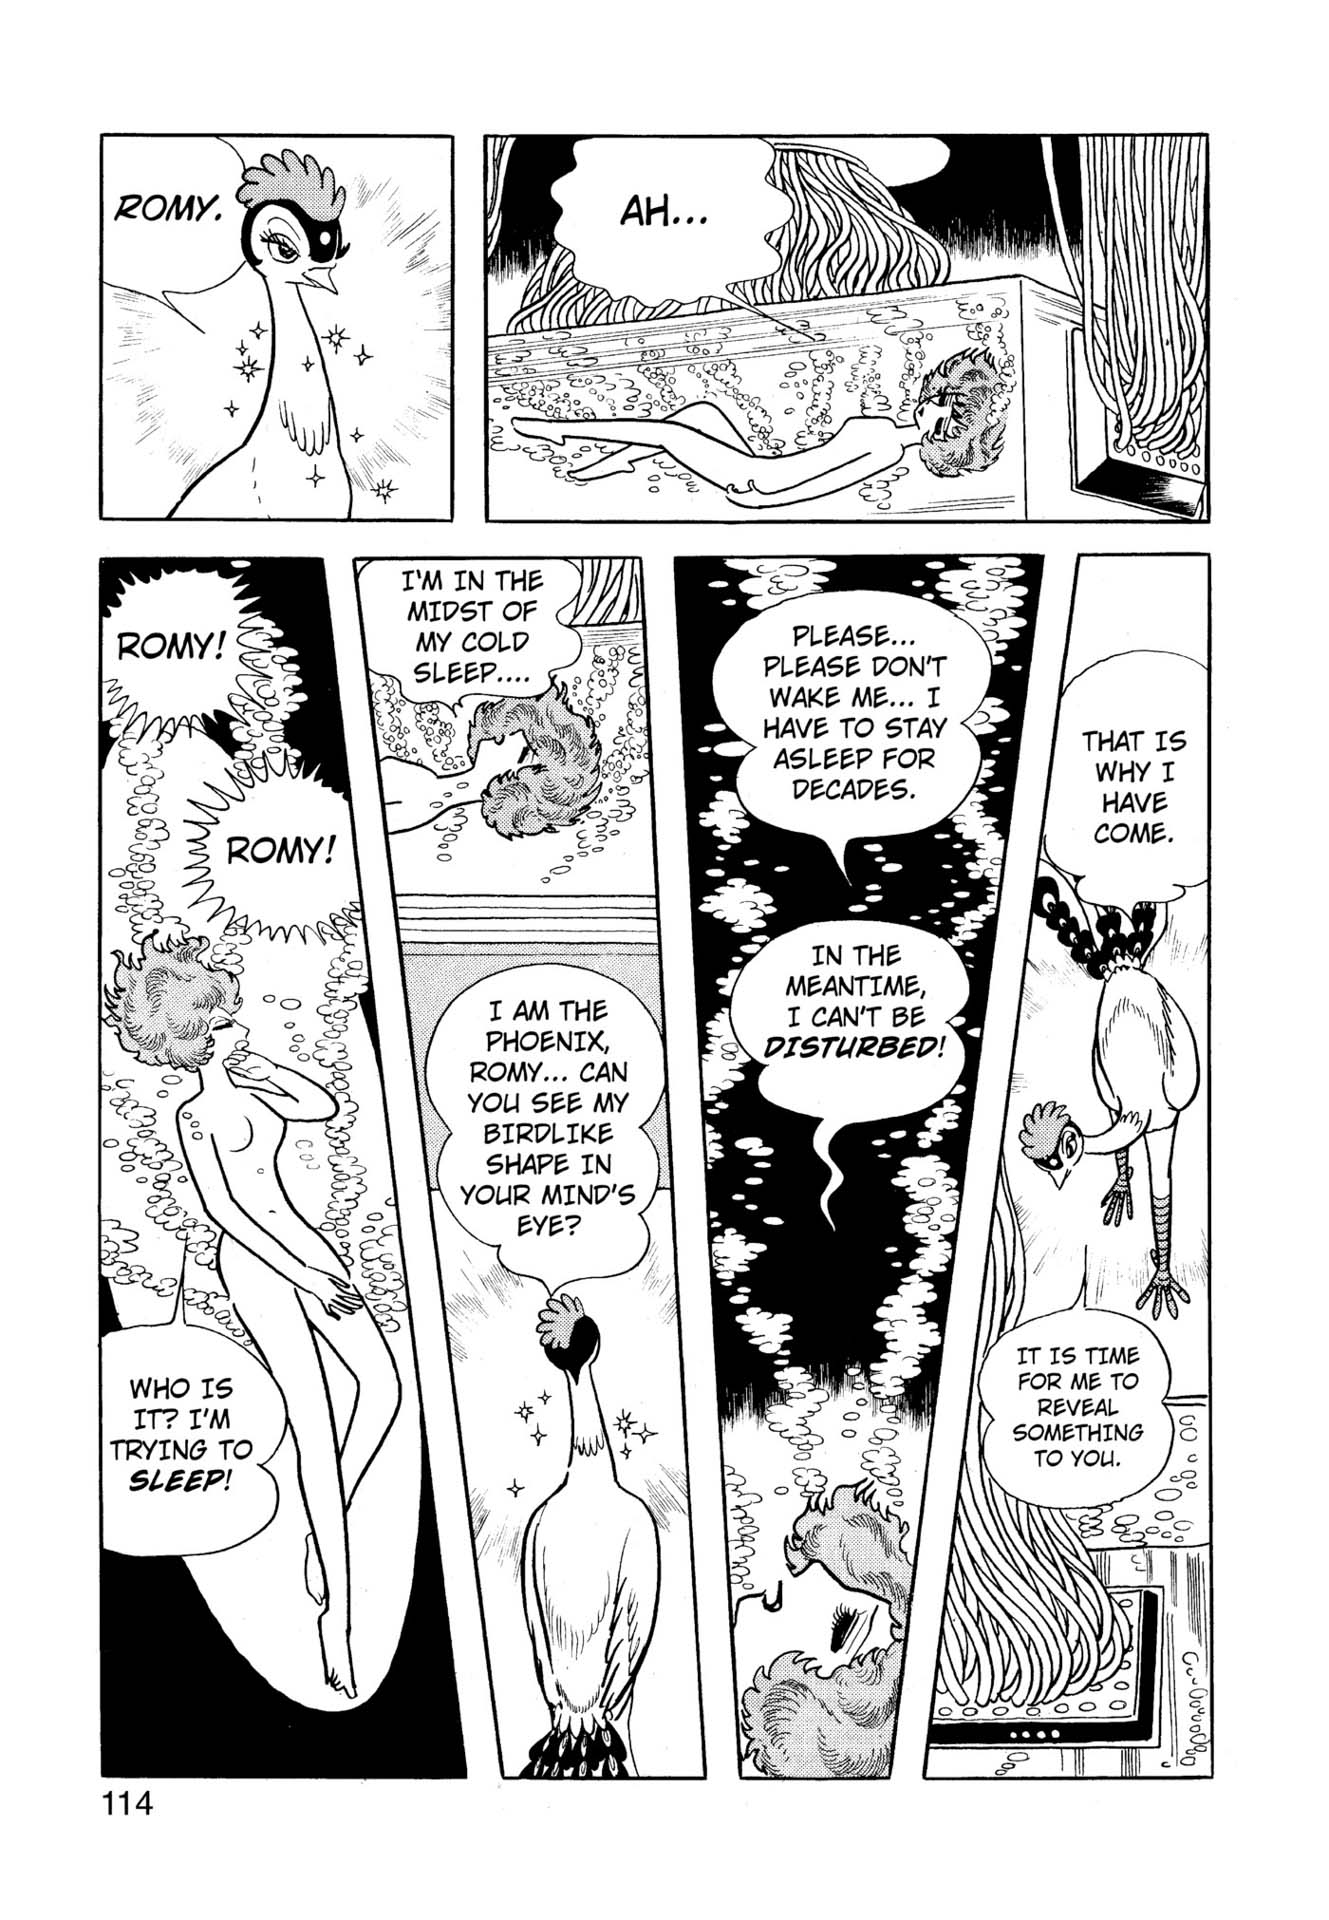 ROMY.
AH...
ROMY!
ROMY!
WHO IS
IT? I'M
TRYING TO
SLEEP!
I'M IN THE
MIDST OF
MY COLD
SLEEP....
I AM THE
PHOENIX,
ROMY... CAN
YOU SEE MY
BIRDLIKE
SHAPE IN
YOUR MIND'S
EYE?
PLEASE...
PLEASE DON'T
WAKE ME... I
HAVE TO STAY
ASLEEP FOR
DECADES.
IN THE
MEANTIME,
I CAN'T BE
DISTURBED!
THAT IS
WHY I
HAVE
COME.
IT IS TIME
FOR ME TO
REVEAL
SOMETHING
TO YOU.
114